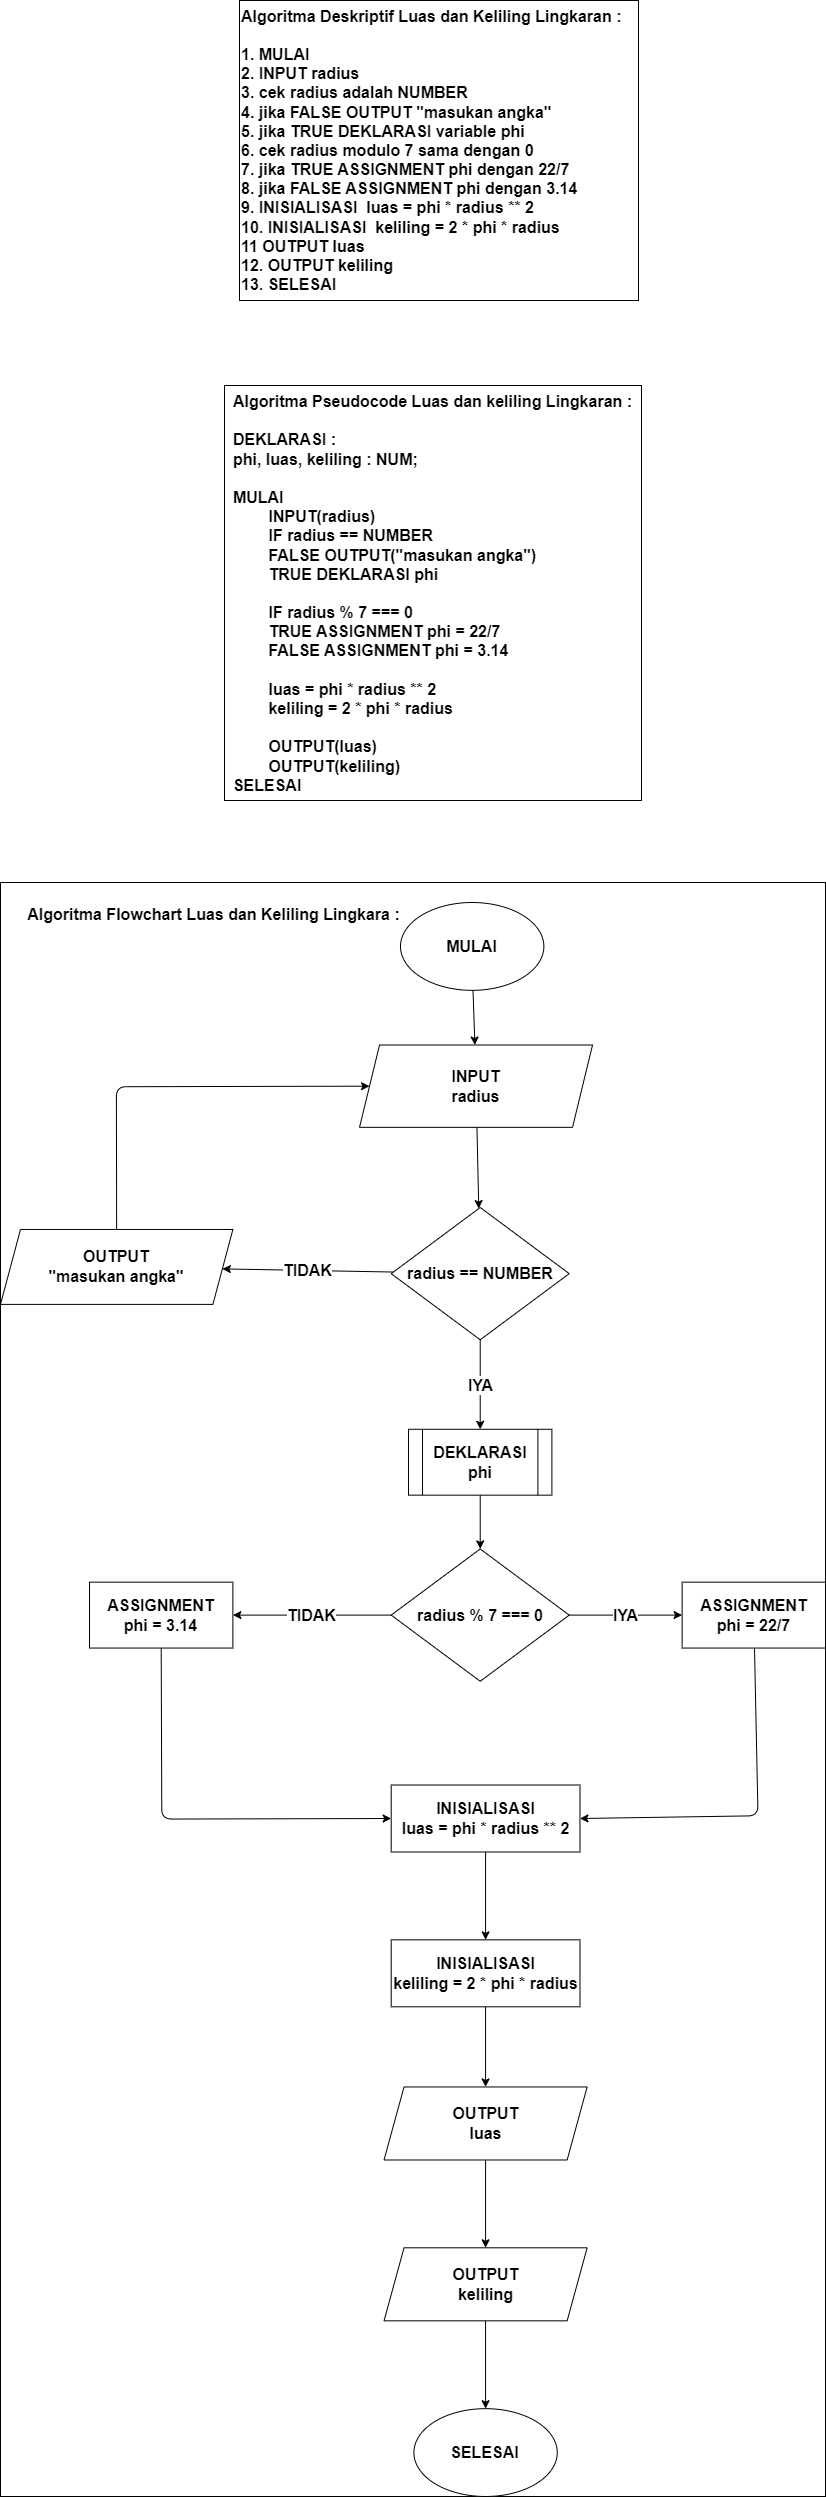 Algoritma Deskriptif Luas dan Keliling Lingkaran :
1. MULAI
2. INPUT radius
3. cek radius adalah NUMBER
4. jika FALSE OUTPUT "masukan angka"
5. jika TRUE DEKLARASI variable phi
6. cek radius modulo 7 sama dengan 0
7. jika TRUE ASSIGNMENT phi dengan 22/7
8. jika FALSE ASSIGNMENT phi dengan 3.14
9. INISIALISASI  luas = phi * radius ** 2
10. INISIALISASI  keliling = 2 * phi * radius
11 OUTPUT luas
12. OUTPUT keliling
13. SELESAI
Algoritma Pseudocode Luas dan keliling Lingkaran :
DEKLARASI :
phi, luas, keliling : NUM;
MULAI
INPUT(radius)
IF radius == NUMBER
FALSE OUTPUT("masukan angka")
TRUE DEKLARASI phi
IF radius % 7 === 0
TRUE ASSIGNMENT phi = 22/7
FALSE ASSIGNMENT phi = 3.14
luas = phi * radius ** 2
keliling = 2 * phi * radius
OUTPUT(luas)
OUTPUT(keliling)
SELESAI
Algoritma Flowchart Luas dan Keliling Lingkara :
MULAI
INPUT
radius
OUTPUT
"masukan angka"
TIDAK
radius == NUMBER
IYA
DEKLARASI
phi
ASSIGNMENT
phi = 3.14
TIDAK
radius % 7 === 0
IYA
ASSIGNMENT
phi = 22/7
INISIALISASI
luas = phi * radius ** 2
INISIALISASI
keliling = 2 * phi * radius
OUTPUT
luas
OUTPUT
keliling
SELESAI